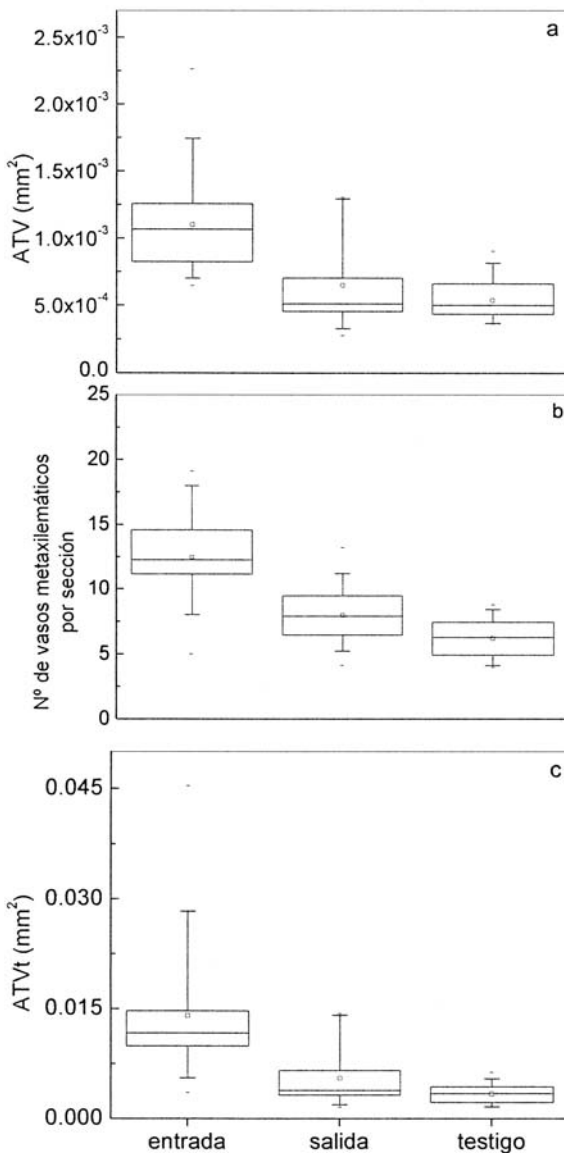 a
2.5x10-3
2.0x10-3
1.5x10-3
1.0x10-3
5.0x10-4
0.0
ATV (mm2)
b
25
20
15
10
5
0
Nº de vasos metaxilemáticos
por sección
c
0.045
0.030
0.015
0.000
ATVt (mm2)
entrada salida testigo